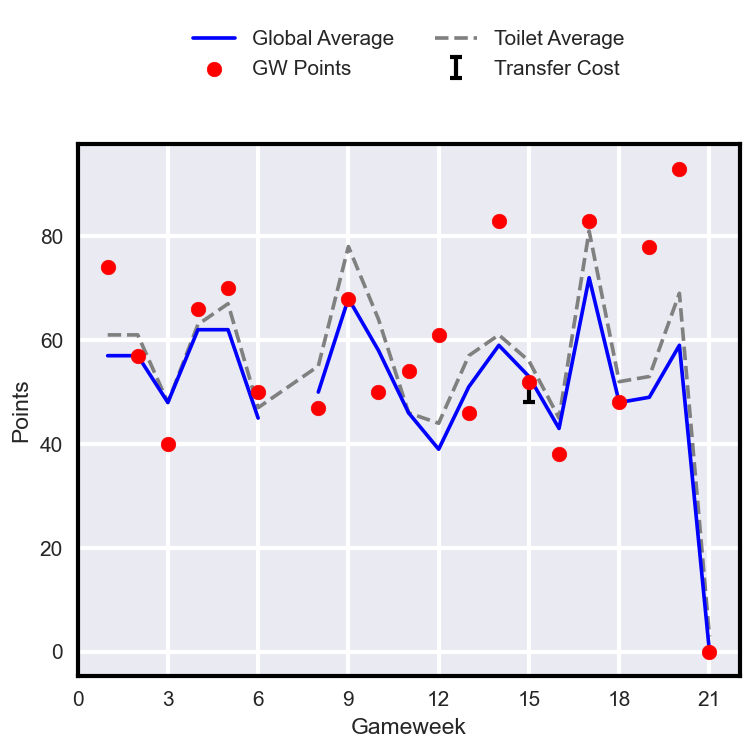 Global Average
Toilet Average
GW Points
Transfer Cost
80
60
40
20
0
Points
0 3 6 9 12 15 18 21
Gameweek